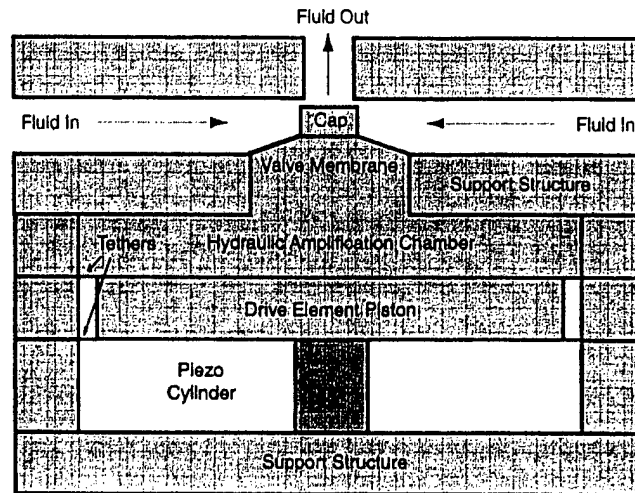 Fluid Out
Fluid In
Cap
Fluid In
Valve Membrane
Support Structure
Tethers
Hydraulic Amplification Chamber
Drive Element Piston
Piezo
Cylinder
Support Structure